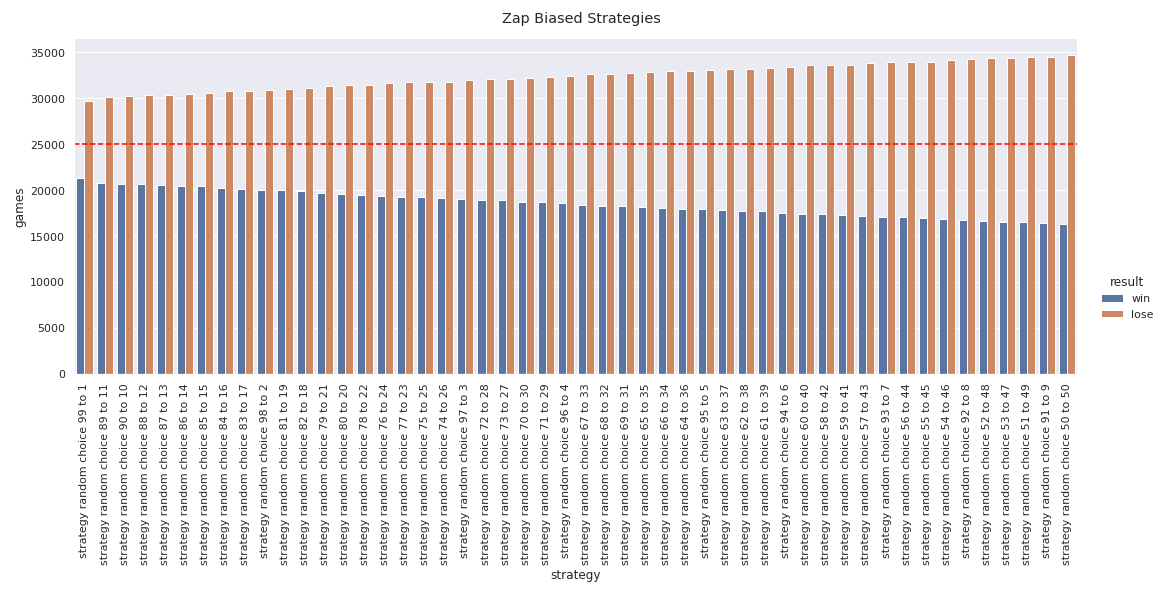 Zap Biased Strategies
games
35000
30000
25000
20000
15000
10000
5000
0
strategy random choice 99 to 1
strategy random choice 89 to 11
strategy random choice 90 to 10
strategy random choice 88 to 12
strategy random choice 87 to 13
strategy random choice 86 to 14
strategy random choice 85 to 15
strategy random choice 84 to 16
strategy random choice 83 to 17
strategy random choice 98 to 2
strategy random choice 81 to 19
strategy random choice 82 to 18
strategy random choice 79 to 21
strategy random choice 80 to 20
strategy random choice 78 to 22
strategy random choice 76 to 24
strategy random choice 77 to 23
strategy random choice 75 to 25
strategy random choice 74 to 26
strategy random choice 97 to 3
strategy random choice 72 to 28
strategy random choice 73 to 27
strategy random choice 70 to 30
strategy random choice 71 to 29
strategy random choice 96 to 4
strategy random choice 67 to 33
strategy random choice 68 to 32
strategy random choice 69 to 31
strategy random choice 65 to 35
strategy random choice 66 to 34
strategy random choice 64 to 36
strategy random choice 95 to 5
strategy random choice 63 to 37
strategy random choice 62 to 38
strategy random choice 61 to 39
strategy random choice 94 to 6
strategy random choice 60 to 40
strategy random choice 58 to 42
strategy random choice 59 to 41
strategy random choice 57 to 43
strategy random choice 93 to 7
strategy random choice 56 to 44
strategy random choice 55 to 45
strategy random choice 54 to 46
strategy random choice 92 to 8
strategy random choice 52 to 48
strategy random choice 53 to 47
strategy random choice 51 to 49
strategy random choice 91 to 9
strategy random choice 50 to 50
strategy
result
win
lose